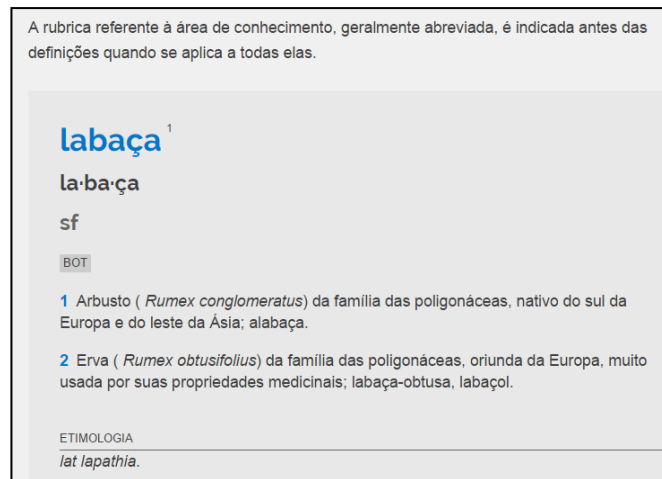 A rubrica referente à área de conhecimento, geralmente abreviada, é indicada antes das
definições quando se aplica a todas elas.
labaça 1
la·ba·ça
sf
BOT
1 Arbusto ( Rumex conglomeratus) da família das poligonáceas, nativo do sul da
Europa e do leste da Ásia; alabaça.
2 Erva ( Rumex obtusifolius) da família das poligonáceas, oriunda da Europa, muito
usada por suas propriedades medicinais; labaça-obtusa, labaçol.
ETIMOLOGIA
lat lapathia.